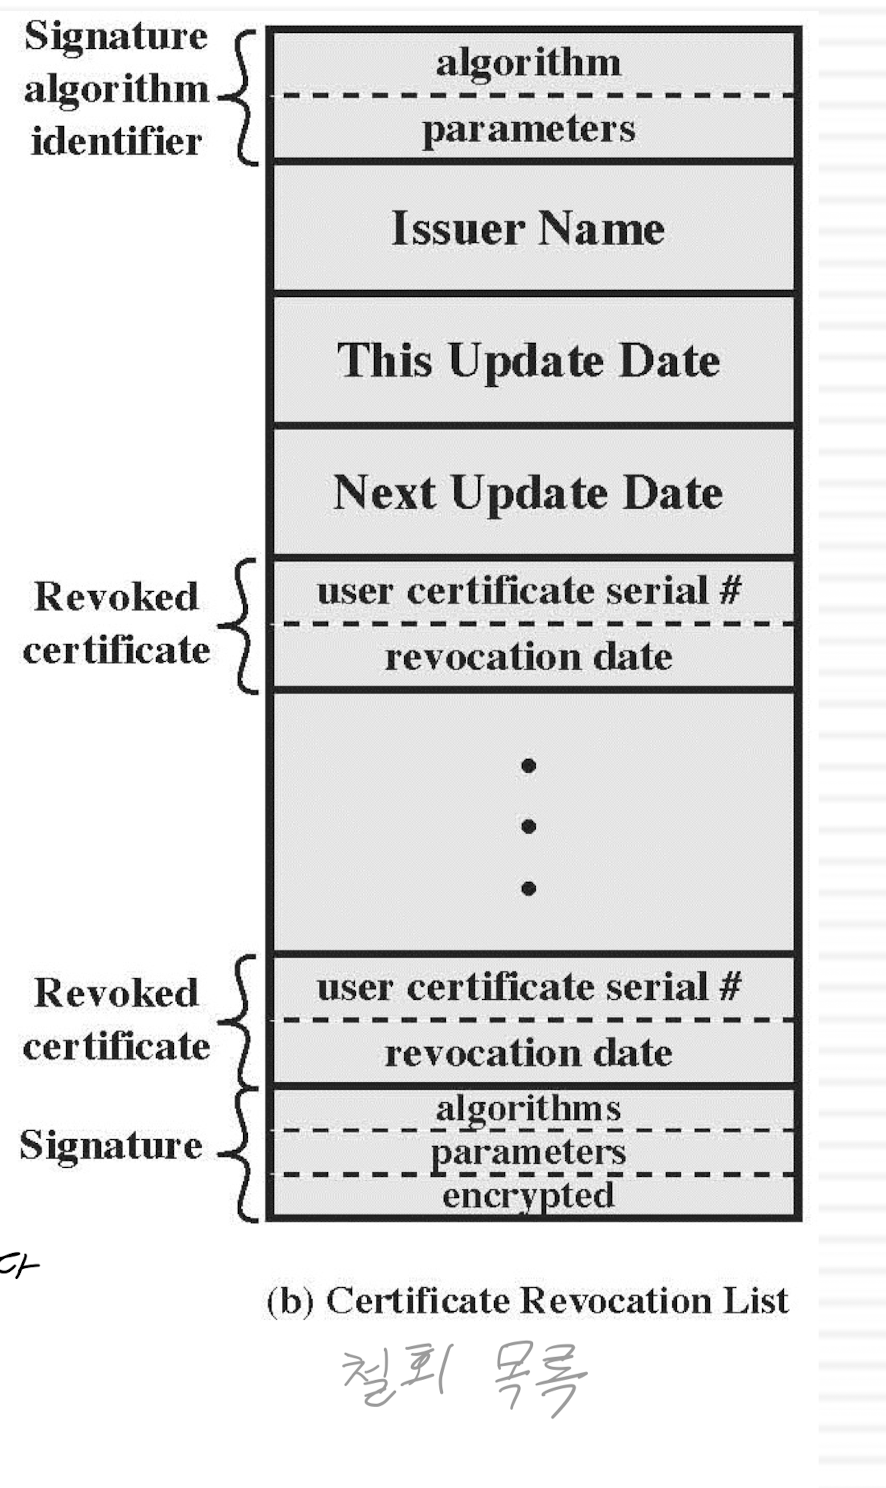 Signature
algorithm
identifier
algorithm
parameters
Issuer Name
This Update Date
Next Update Date
Revoked
certificate
user certificate serial #
revocation date
Revoked
certificate
user certificate serial #
revocation date
Signature
algorithms
parameters
encrypted
다
(b) Certificate Revocation List
철회 목록